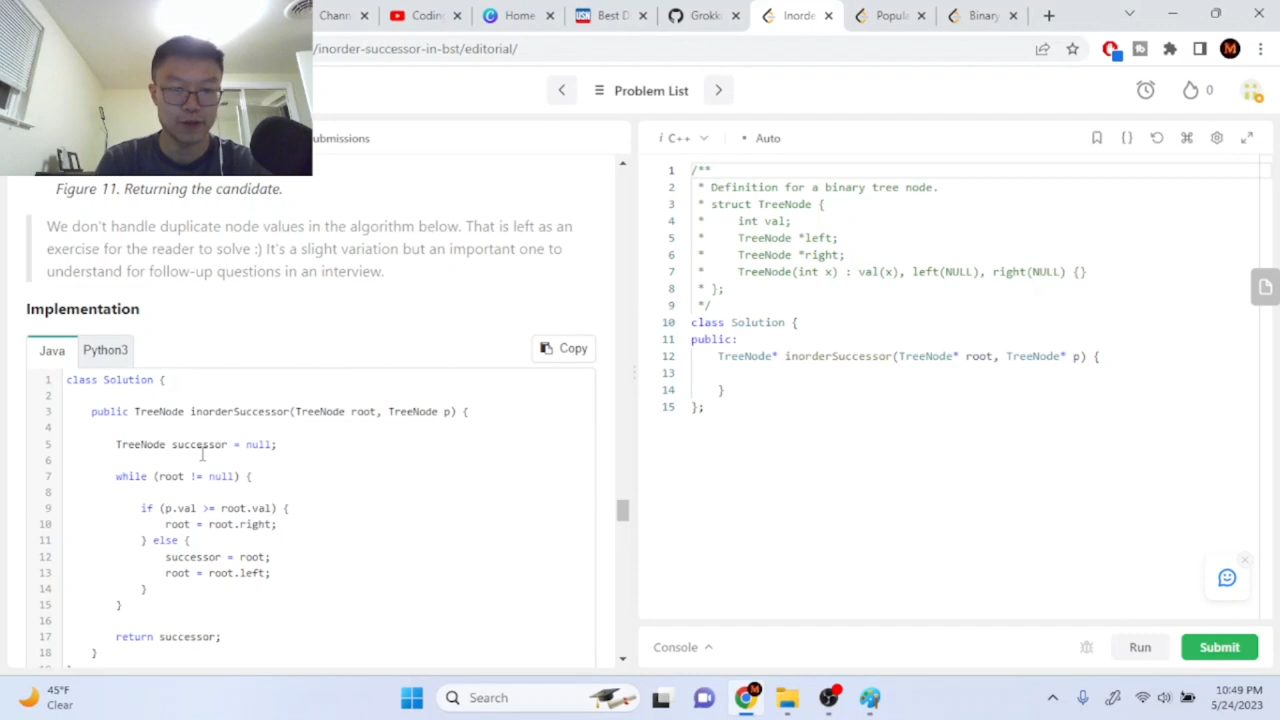 Chann
Coding
Home
Best D
Grokk
Inorde
Popula
Binary
/inorder-successor-in-bst/editorial/
Problem List
0
ubmissions
Figure 11. Returning the candidate.
We don't handle duplicate node values in the algorithm below. That is left as an
exercise for the reader to solve :) It's a slight variation but an important one to
understand for follow-up questions in an interview.
Implementation
Java
Python3
Copy
1 class Solution {
2
3 public TreeNode inorderSuccessor(TreeNode root, TreeNode p) {
4
5 TreeNode successor = null;
6
7 while (root != null) {
8
9 if (p.val >= root.val) {
10 root = root.right;
11 } else {
12 successor = root;
13 root = root.left;
14 }
15 }
16
17 return successor;
18 }
i C++
• Auto
1 /**
2 * Definition for a binary tree node.
3 * struct TreeNode {
4 * int val;
5 * TreeNode *left;
6 * TreeNode *right;
7 * TreeNode(int x) : val(x), left(NULL), right(NULL) {}
8 * };
9 */
10 class Solution {
11 public:
12 TreeNode* inorderSuccessor(TreeNode* root, TreeNode* p) {
13
14 }
15 };
Console
Run
Submit
45°F
Clear
Search
10:49 PM
5/24/2023